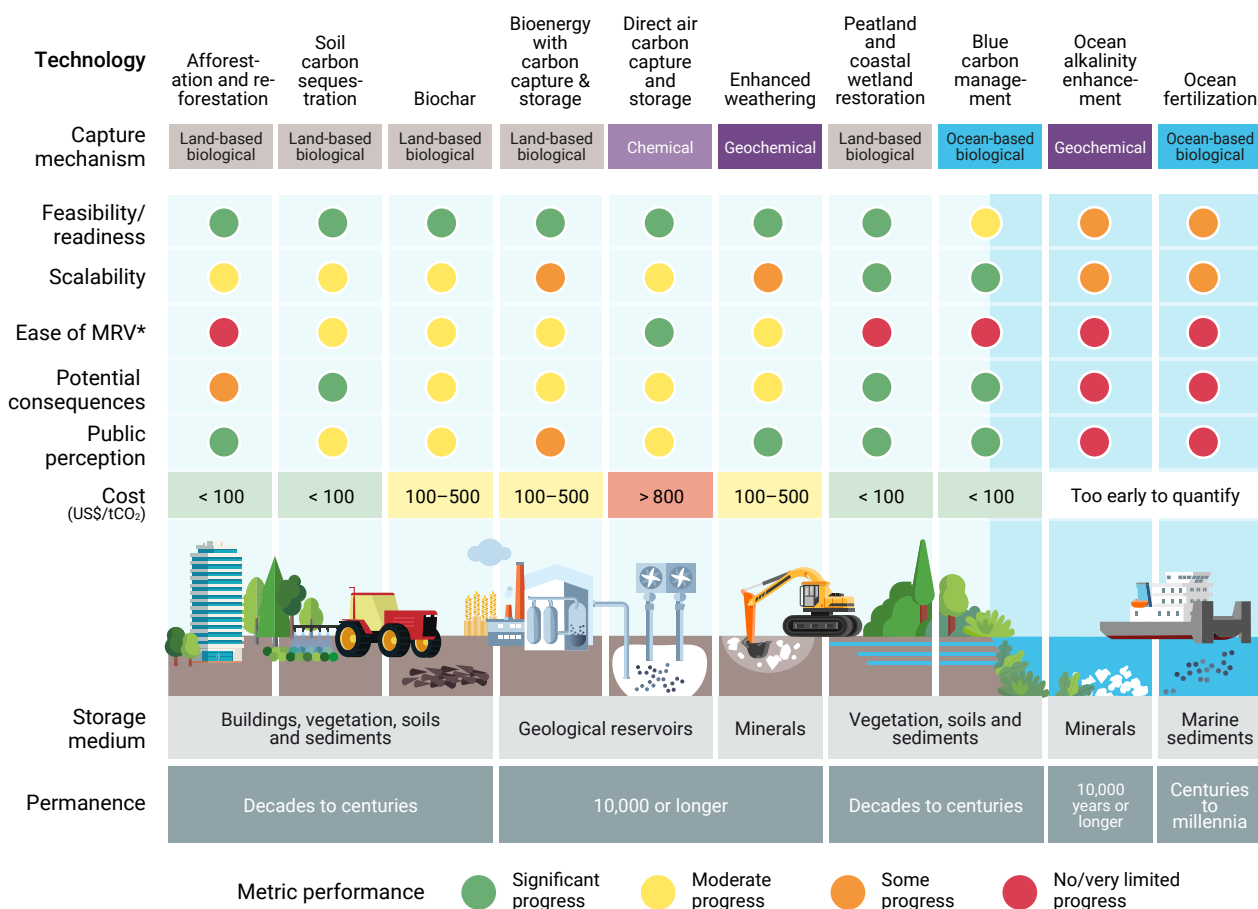 Technology
Afforest-
ation and re-
forestation
Soil
carbon
seques-
tration
Biochar
Bioenergy
with
carbon
capture &
storage
Direct air
carbon
capture
and
storage
Enhanced
weathering
Peatland
and
coastal
wetland
restoration
Blue
carbon
manage-
ment
Ocean
alkalinity
enhance-
ment
Ocean
fertilization
Capture
mechanism
Land-based
biological
Land-based
biological
Land-based
biological
Land-based
biological
Chemical
Geochemical
Land-based
biological
Ocean-based
biological
Geochemical
Ocean-based
biological
Feasibility/
readiness
Scalability
Ease of MRV*
Potential
consequences
Public
perception
Cost
(US$/tCO₂)
< 100
< 100
100–500
100–500
> 800
100–500
< 100
< 100
Too early to quantify
Storage
medium
Buildings, vegetation, soils
and sediments
Geological reservoirs
Minerals
Vegetation, soils and
sediments
Minerals
Marine
sediments
Permanence
Decades to centuries
10,000 or longer
Decades to centuries
10,000
years or
longer
Centuries
to
millennia
Metric performance
Significant
progress
Moderate
progress
Some
progress
No/very limited
progress